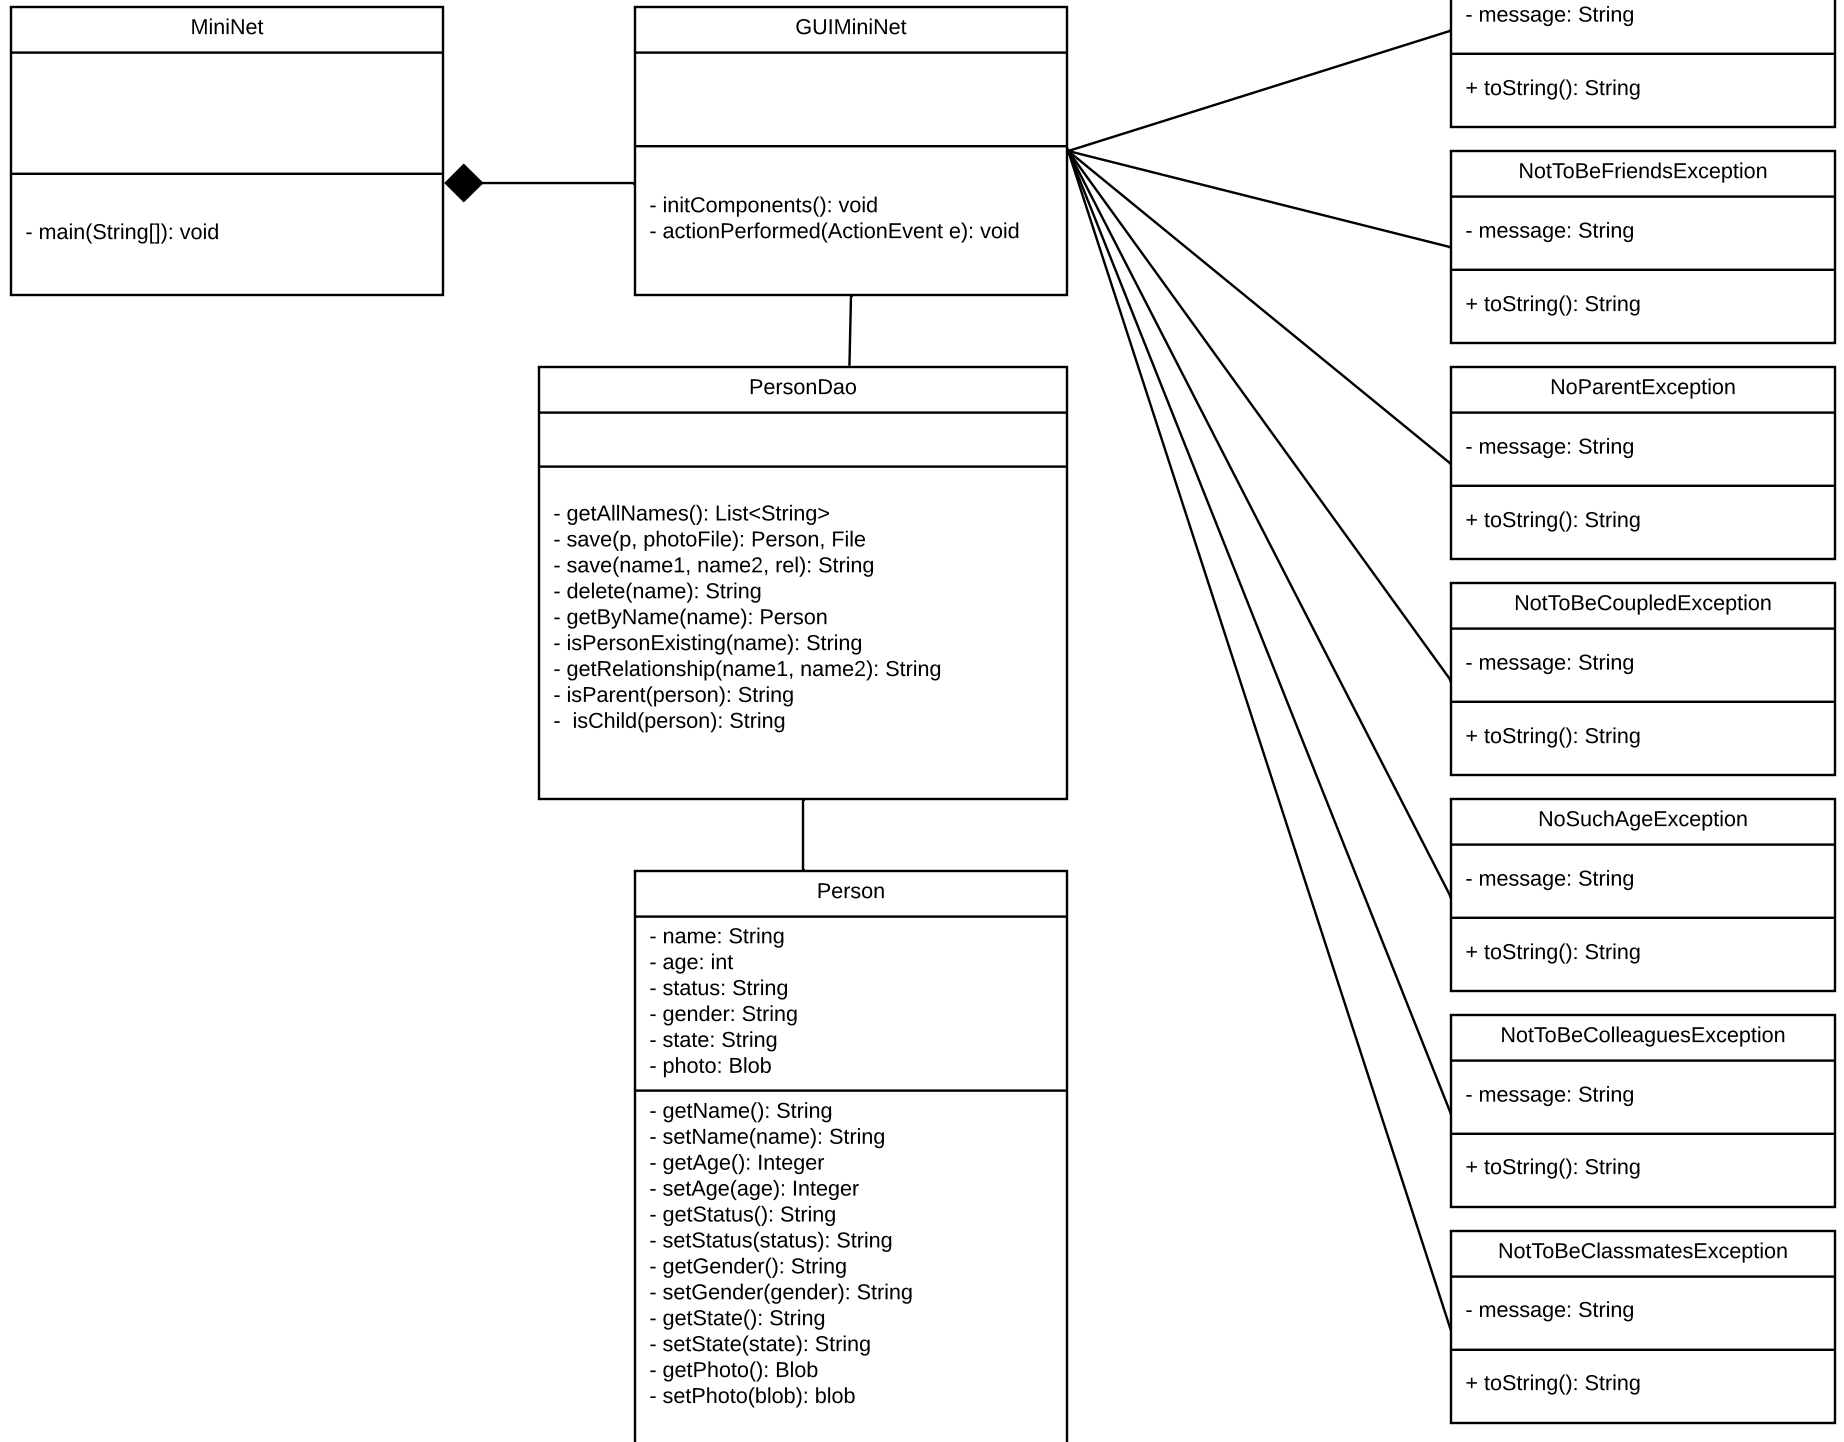 MiniNet
- main(String[]): void
GUIMiniNet
- initComponents(): void
- actionPerformed(ActionEvent e): void
PersonDao
- getAllNames(): List<String>
- save(p, photoFile): Person, File
- save(name1, name2, rel): String
- delete(name): String
- getByName(name): Person
- isPersonExisting(name): String
- getRelationship(name1, name2): String
- isParent(person): String
-  isChild(person): String
Person
- name: String
- age: int
- status: String
- gender: String
- state: String
- photo: Blob
- getName(): String
- setName(name): String
- getAge(): Integer
- setAge(age): Integer
- getStatus(): String
- setStatus(status): String
- getGender(): String
- setGender(gender): String
- getState(): String
- setState(state): String
- getPhoto(): Blob
- setPhoto(blob): blob
- message: String
+ toString(): String
NotToBeFriendsException
- message: String
+ toString(): String
NoParentException
- message: String
+ toString(): String
NotToBeCoupledException
- message: String
+ toString(): String
NoSuchAgeException
- message: String
+ toString(): String
NotToBeColleaguesException
- message: String
+ toString(): String
NotToBeClassmatesException
- message: String
+ toString(): String